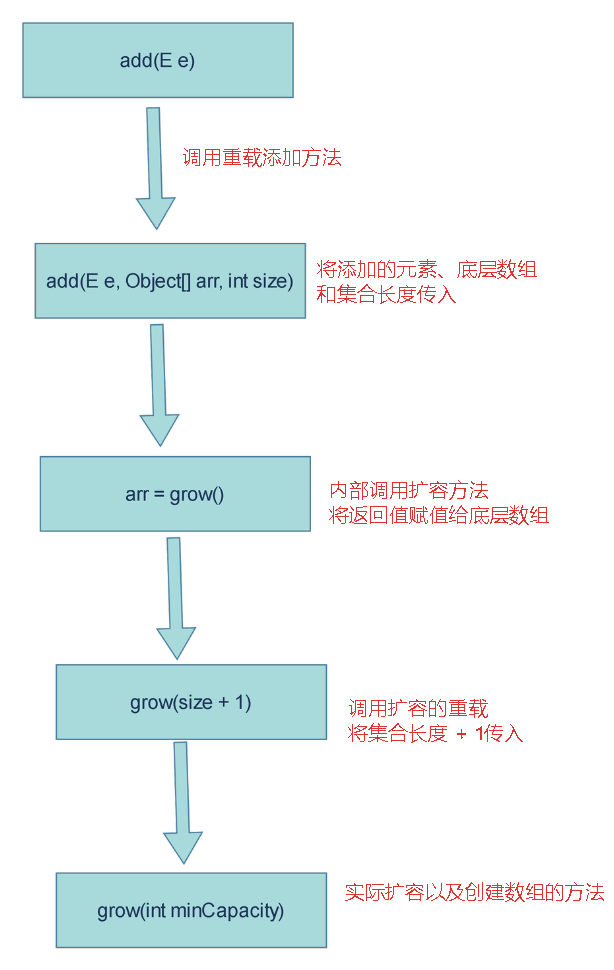 add(E e)
调用重载添加方法
add(E e, Object[] arr, int size)
将添加的元素、底层数组
和集合长度传入
arr = grow()
内部调用扩容方法
将返回值赋值给底层数组
grow(size + 1)
调用扩容的重载
将集合长度 + 1传入
grow(int minCapacity)
实际扩容以及创建数组的方法